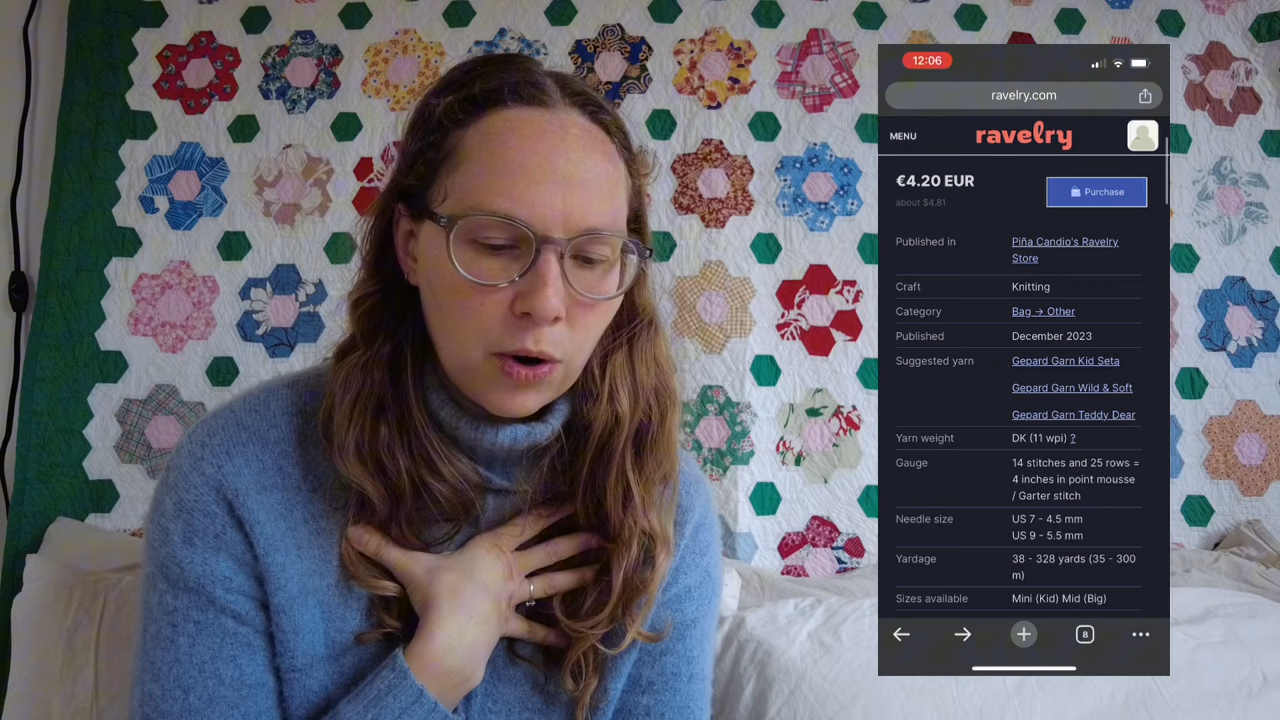 12:06
ravelry.com
MENU
ravelry
€4.20 EUR
Purchase
about $4.81
Published in
Piña Candio's Ravelry
Store
Craft
Knitting
Category
Bag → Other
Published
December 2023
Suggested yarn
Gepard Garn Kid Seta
Gepard Garn Wild & Soft
Gepard Garn Teddy Dear
Yarn weight
DK (11 wpi) ?
Gauge
14 stitches and 25 rows =
4 inches in point mousse
/ Garter stitch
Needle size
US 7 - 4.5 mm
US 9 - 5.5 mm
Yardage
38 - 328 yards (35 - 300
m)
Sizes available
Mini (Kid) Mid (Big)
8